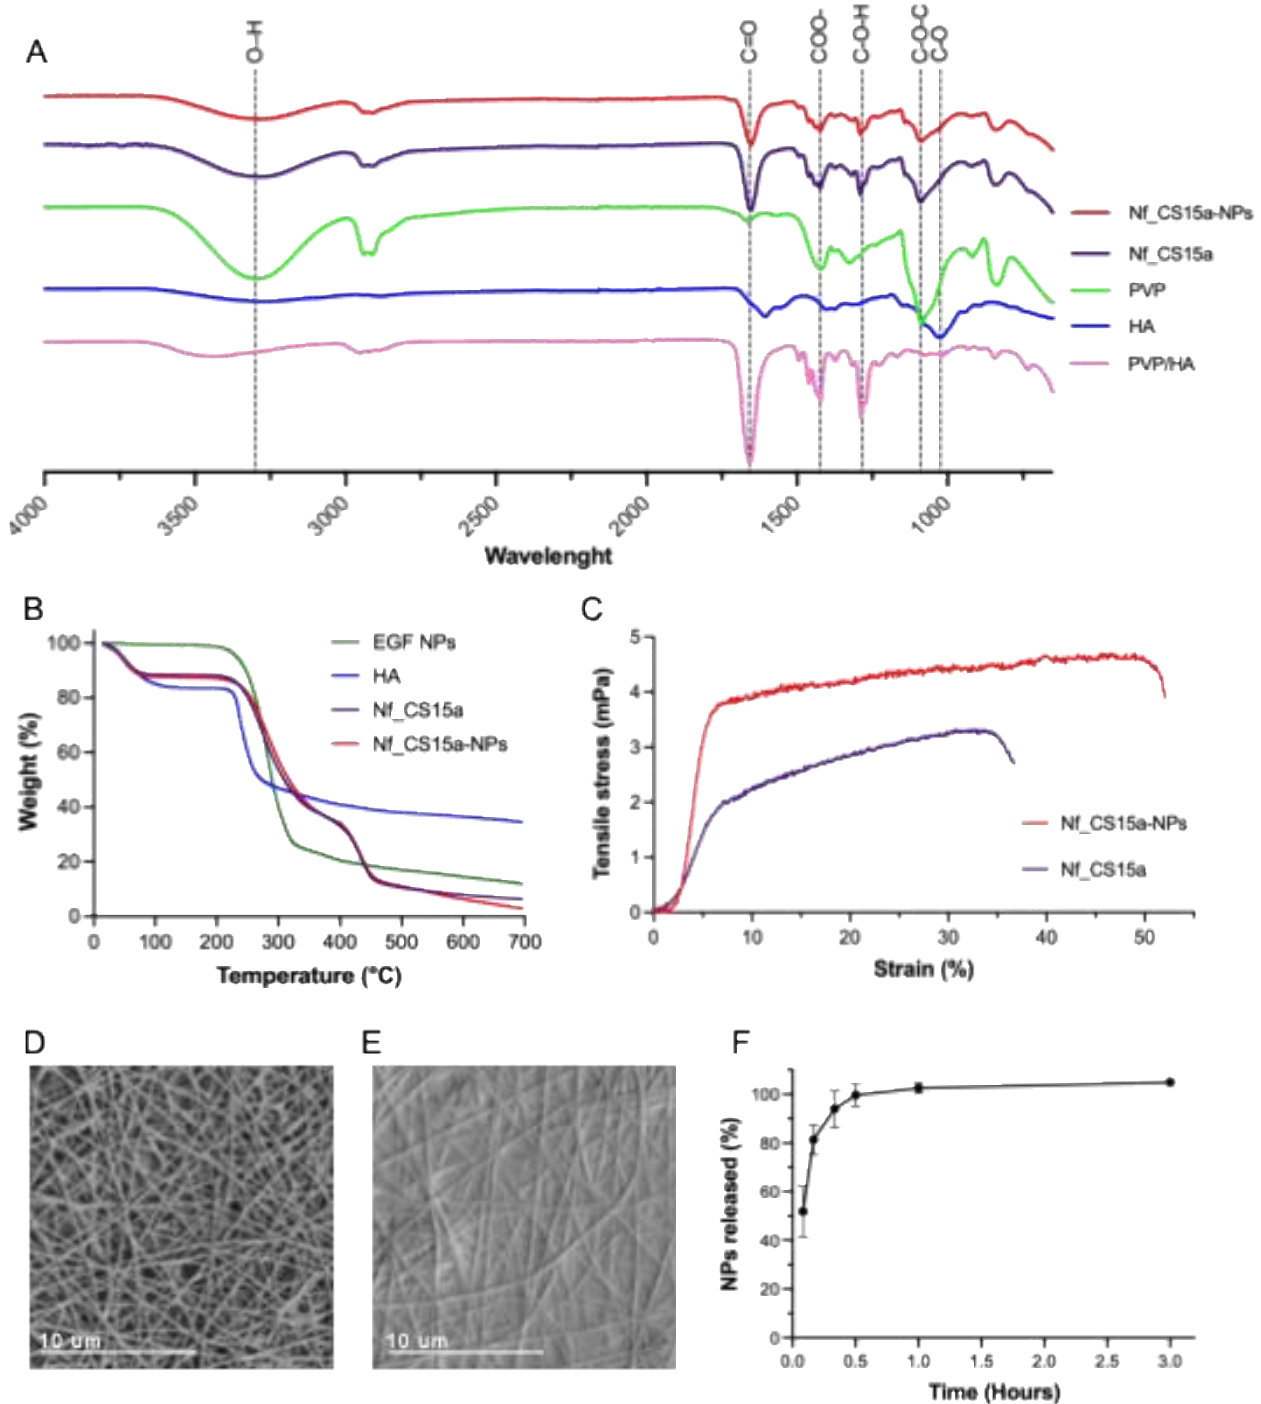 A
O-H
C=O
COO-
C-O-H
C-O-C
C-O
Nf_CS15a-NPs
Nf_CS15a
PVP
HA
PVP/HA
4000
3500
3000
2500
2000
1500
1000
Wavelenght
B
100
80
60
40
20
0
Weight (%)
EGF NPs
HA
Nf_CS15a
Nf_CS15a-NPs
0 100 200 300 400 500 600 700
Temperature (°C)
C
5
4
3
2
1
0
Tensile stress (mPa)
Nf_CS15a-NPs
Nf_CS15a
0 10 20 30 40 50
Strain (%)
D
10 um
E
10 um
F
100
80
60
40
20
0
NPs released (%)
0.0 0.5 1.0 1.5 2.0 2.5 3.0
Time (Hours)